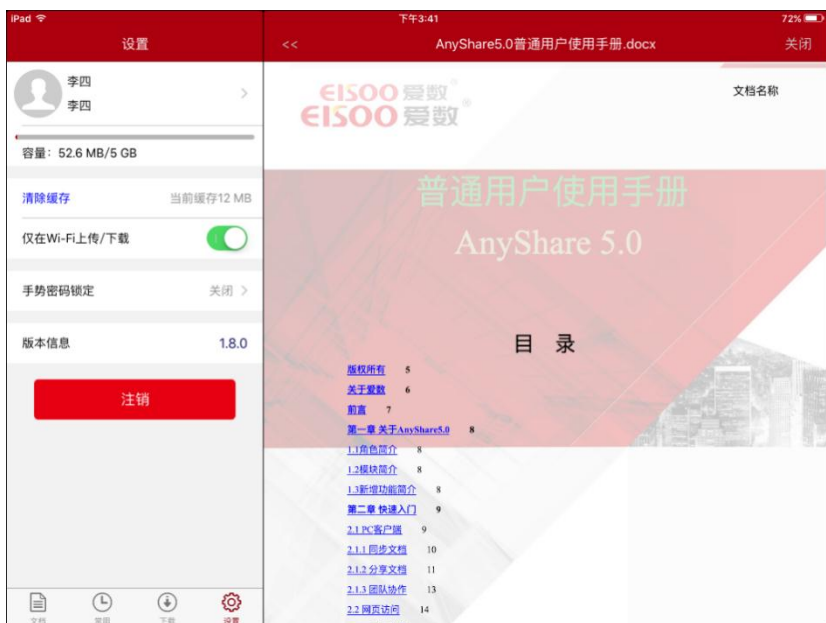 iPad
下午3:41
72%
设置
<<
AnyShare5.0普通用户使用手册.docx
关闭
李四
李四
容量：52.6 MB/5 GB
清除缓存
当前缓存12 MB
仅在Wi-Fi上传/下载
手势密码锁定
关闭
版本信息
1.8.0
注销
文档
常用
下载
设置
EISOO 爱数®
EISOO 爱数®
文档名称
普通用户使用手册
AnyShare 5.0
目 录
版权所有 5
关于爱数 6
前言 7
第一章 关于AnyShare5.0 8
1.1角色简介 8
1.2模块简介 8
1.3新增功能简介 8
第二章 快速入门 9
2.1 PC客户端 9
2.1.1 同步文档 10
2.1.2 分享文档 11
2.1.3 团队协作 13
2.2 网页访问 14